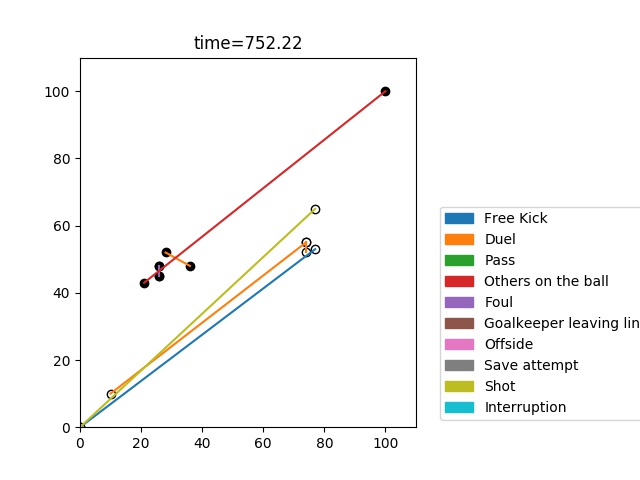 time=752.22
100
80
60
40
20
0
0 20 40 60 80 100
Free Kick
Duel
Pass
Others on the ball
Foul
Goalkeeper leaving lin
Offside
Save attempt
Shot
Interruption